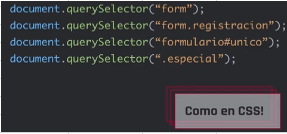 document.querySelector(“form”);
document.querySelector(“form.registracion”);
document.querySelector(“formulario#unico”);
document.querySelector(“.especial”);
Como en CSS!